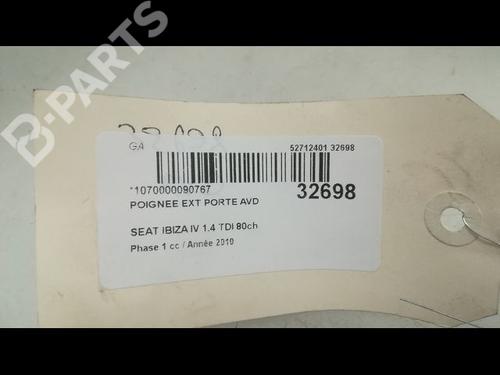 B-PARTS
GA
52712401 32698
*1070000090767
32698
POIGNEE EXT PORTE AVD
SEAT IBIZA IV 1.4 TDI 80ch
Phase 1 cc / Année 2010